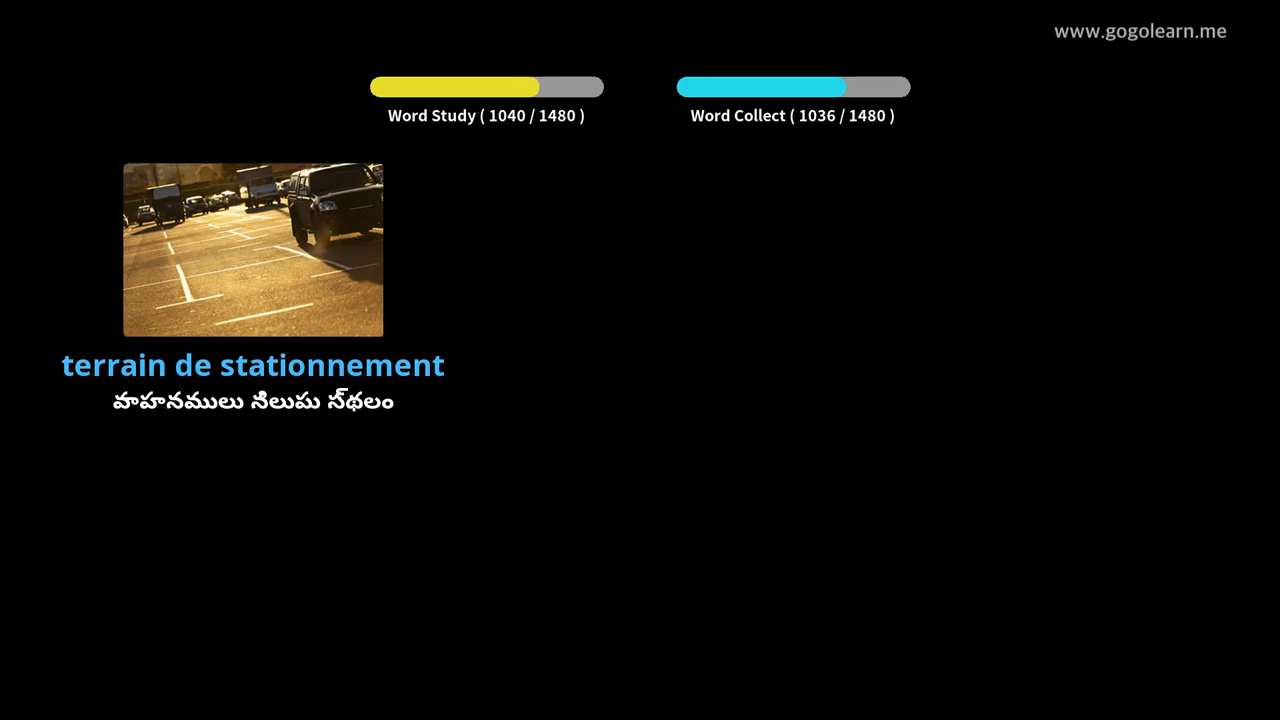 www.gogolearn.me
Word Study ( 1040 / 1480 )
Word Collect ( 1036 / 1480 )
terrain de stationnement
వాహనములు నిలుపు స్థలం